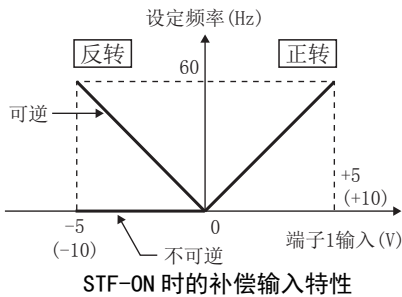 设定频率(Hz)
反转
正转
60
可逆
+5
(+10)
-5
(-10)
0
不可逆
端子1输入(V)
STF-ON 时的补偿输入特性